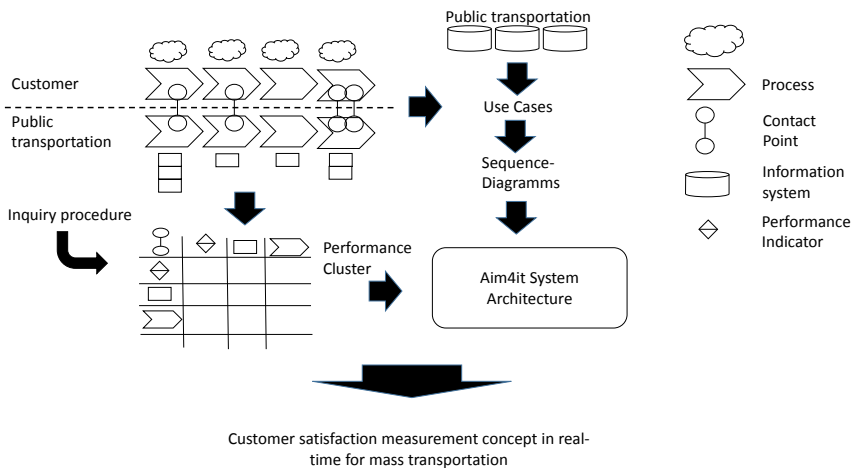 Public transportation
Customer
Public
transportation
Use Cases
Sequence-
Diagramms
Inquiry procedure
Performance
Cluster
Aim4it System
Architecture
Customer satisfaction measurement concept in real-
time for mass transportation
Process
Contact
Point
Information
system
Performance
Indicator